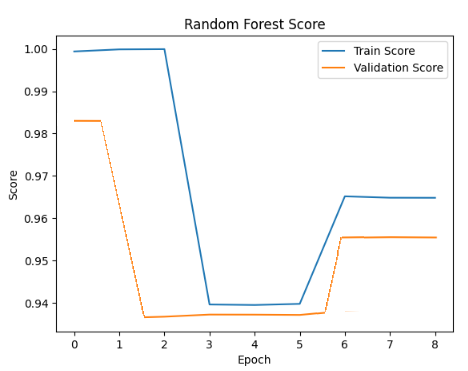 Random Forest Score
Train Score
Validation Score
1.00
0.99
0.98
0.97
0.96
0.95
0.94
Score
0 1 2 3 4 5 6 7 8
Epoch